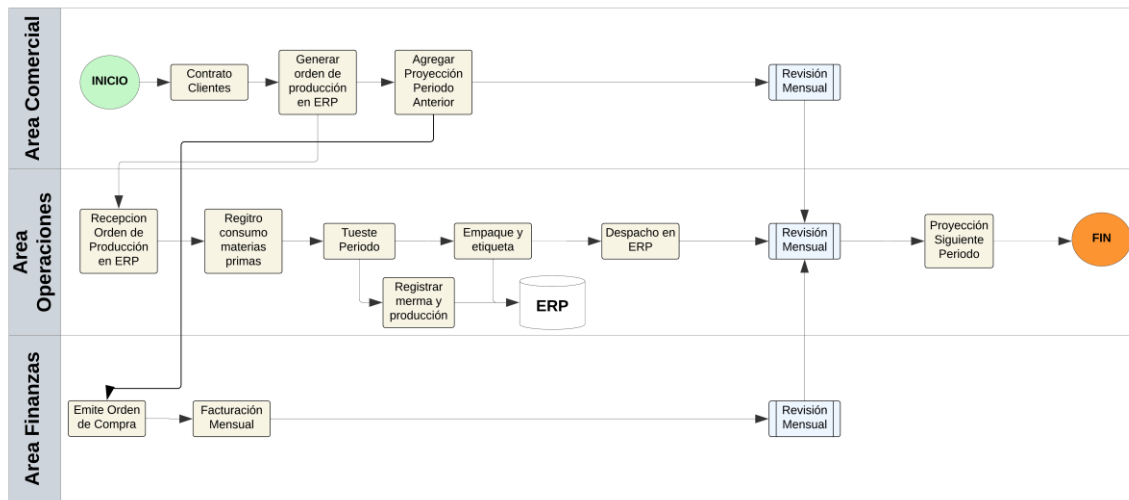 Area Comercial
INICIO
Contrato
Clientes
Generar
orden de
producción
en ERP
Agregar
Proyección
Periodo
Anterior
Revisión
Mensual
Area
Operaciones
Recepcion
Orden de
Producción
en ERP
Regitro
consumo
materias
primas
Tueste
Periodo
Empaque y
etiqueta
Despacho en
ERP
Revisión
Mensual
Proyección
Siguiente
Periodo
FIN
Registrar
merma y
producción
ERP
Area Finanzas
Emite Orden
de Compra
Facturación
Mensual
Revisión
Mensual